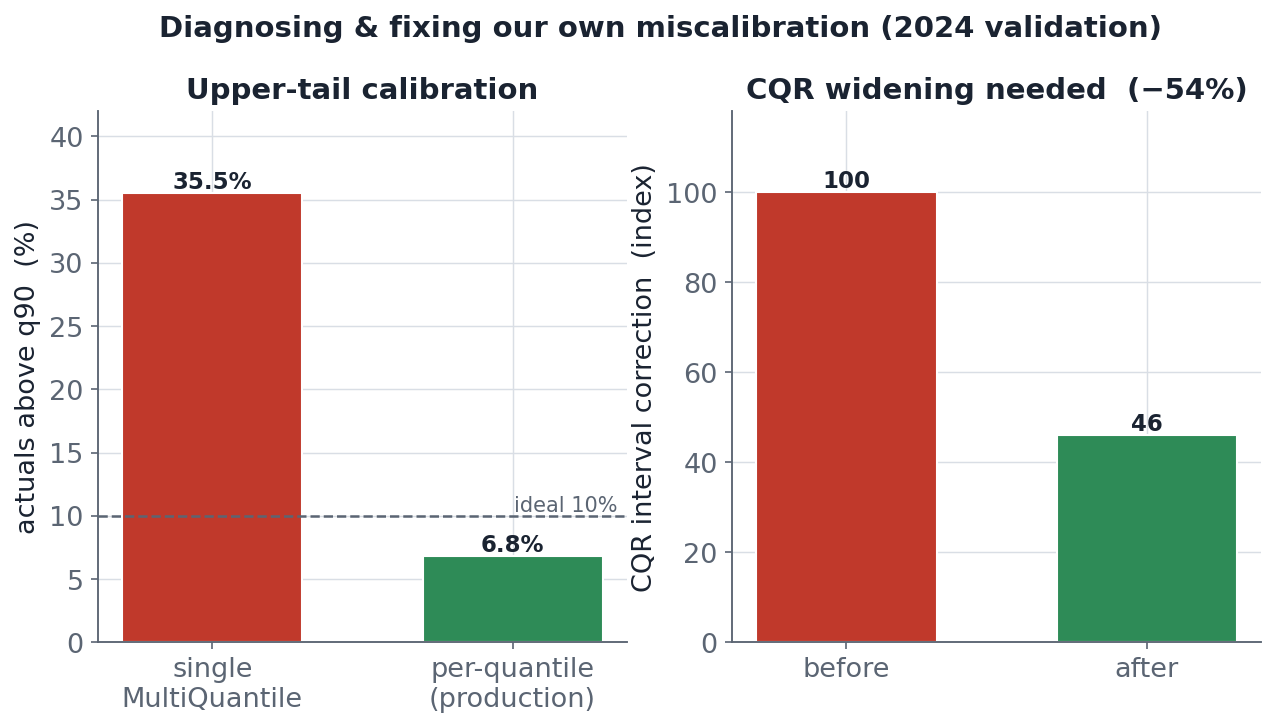 Diagnosing & fixing our own miscalibration (2024 validation)
Upper-tail calibration
actuals above q90  (%)
40
35
30
25
20
15
10
5
0
35.5%
ideal 10%
6.8%
single
MultiQuantile
per-quantile
(production)
CQR widening needed  (−54%)
CQR interval correction  (index)
100
80
60
40
20
0
100
46
before
after